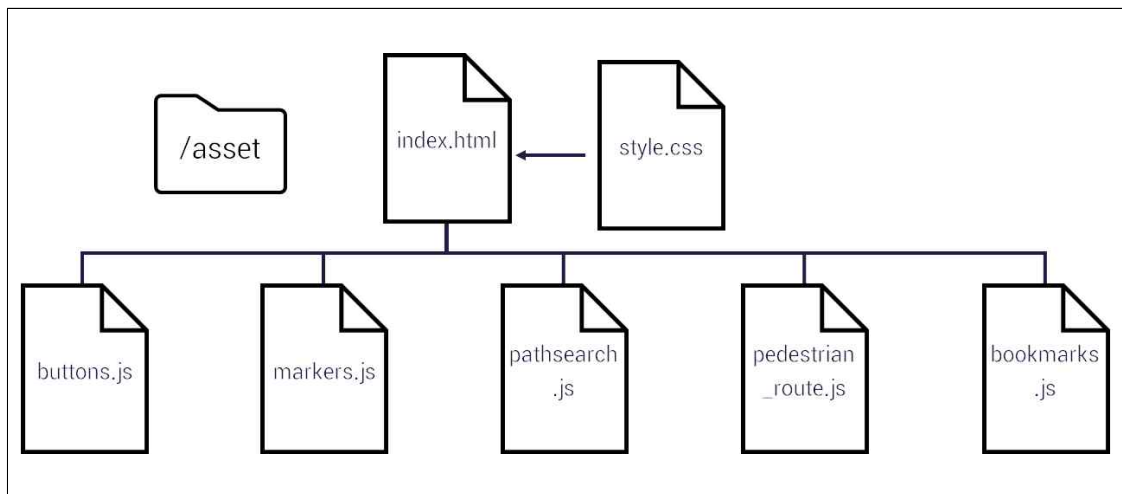 /asset
index.html
style.css
buttons.js
markers.js
pathsearch
.js
pedestrian
_route.js
bookmarks
.js